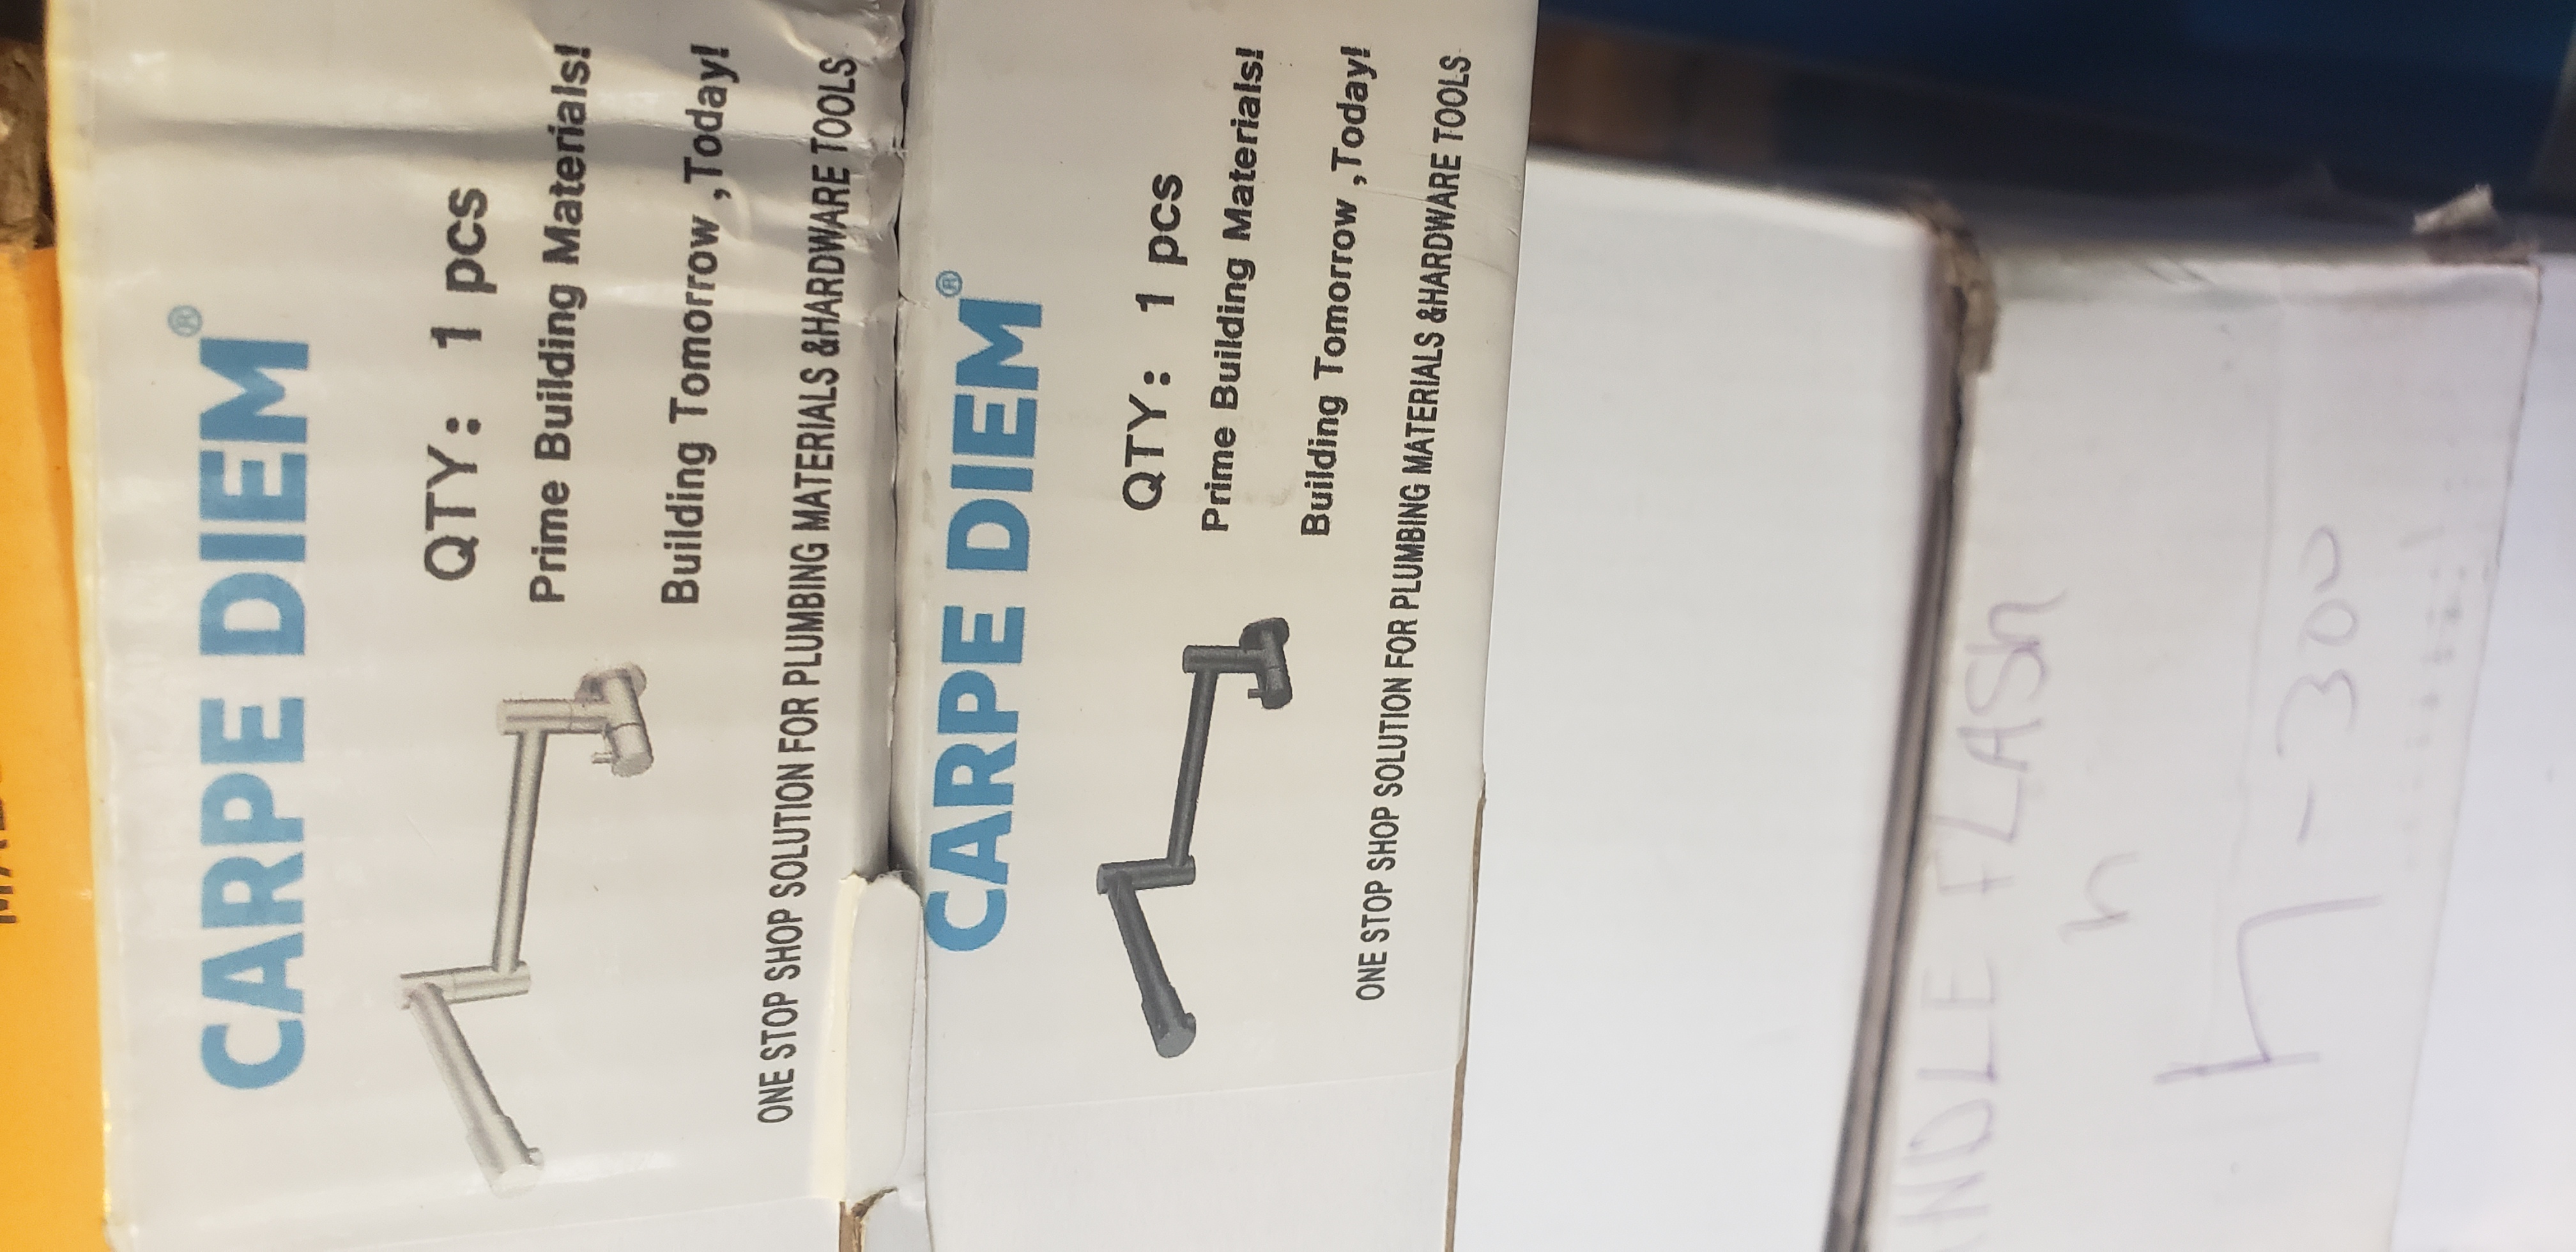 CARPE DIEM®
QTY: 1 pcs
Prime Building Materials!
Building Tomorrow ,Today!
ONE STOP SHOP SOLUTION FOR PLUMBING MATERIALS &HARDWARE TOOLS
CARPE DIEM®
QTY: 1 pcs
Prime Building Materials!
Building Tomorrow ,Today!
ONE STOP SHOP SOLUTION FOR PLUMBING MATERIALS &HARDWARE TOOLS
FLASh